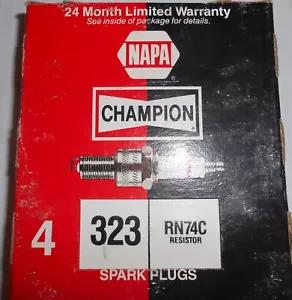 24 Month Limited Warranty
See inside of package for details.
NAPA
CHAMPION
4
323
RN74C
RESISTOR
SPARK PLUGS